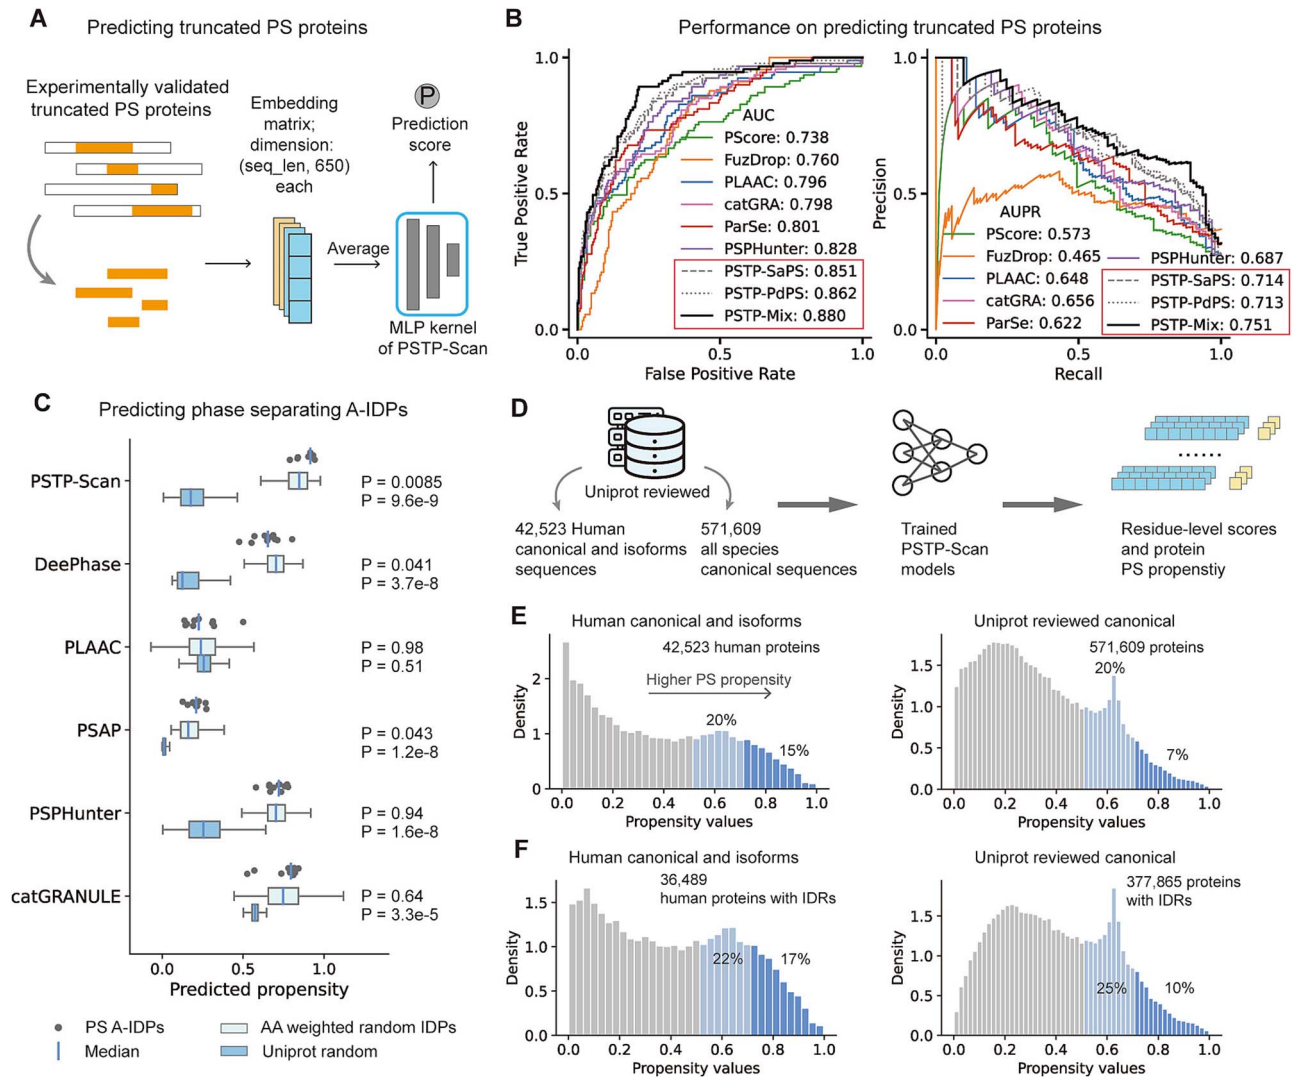 A
Predicting truncated PS proteins
Experimentally validated
truncated PS proteins
Embedding
matrix;
dimension:
(seq_len, 650)
each
Average
P
Prediction
score
MLP kernel
of PSTP-Scan
B
Performance on predicting truncated PS proteins
True Positive Rate
1.0
0.5
0.0
AUC
PScore: 0.738
FuzDrop: 0.760
PLAAC: 0.796
catGRA: 0.798
ParSe: 0.801
PSPHunter: 0.828
PSTP-SaPS: 0.851
PSTP-PdPS: 0.862
PSTP-Mix: 0.880
0.0 0.5 1.0
False Positive Rate
Precision
1.0
0.5
0.0
AUPR
PScore: 0.573
FuzDrop: 0.465
PLAAC: 0.648
catGRA: 0.656
ParSe: 0.622
PSPHunter: 0.687
PSTP-SaPS: 0.714
PSTP-PdPS: 0.713
PSTP-Mix: 0.751
0.0 0.5 1.0
Recall
C
Predicting phase separating A-IDPs
PSTP-Scan
P = 0.0085
P = 9.6e-9
DeePhase
P = 0.041
P = 3.7e-8
PLAAC
P = 0.98
P = 0.51
PSAP
P = 0.043
P = 1.2e-8
PSPHunter
P = 0.94
P = 1.6e-8
catGRANULE
P = 0.64
P = 3.3e-5
0.0 0.5 1.0
Predicted propensity
PS A-IDPs
Median
AA weighted random IDPs
Uniprot random
D
Uniprot reviewed
42,523 Human
canonical and isoforms
sequences
571,609
all species
canonical sequences
Trained
PSTP-Scan
models
......
Residue-level scores
and protein
PS propenstiy
E
Human canonical and isoforms
42,523 human proteins
Higher PS propensity
20%
15%
Density
2
1
0
0.0 0.2 0.4 0.6 0.8 1.0
Propensity values
Uniprot reviewed canonical
571,609 proteins
20%
7%
Density
1.5
1.0
0.5
0.0
0.0 0.2 0.4 0.6 0.8 1.0
Propensity values
F
Human canonical and isoforms
36,489
human proteins with IDRs
22%
17%
Density
1.5
1.0
0.5
0.0
0.0 0.2 0.4 0.6 0.8 1.0
Propensity values
Uniprot reviewed canonical
377,865 proteins
with IDRs
25%
10%
Density
1.5
1.0
0.5
0.0
0.0 0.2 0.4 0.6 0.8 1.0
Propensity values